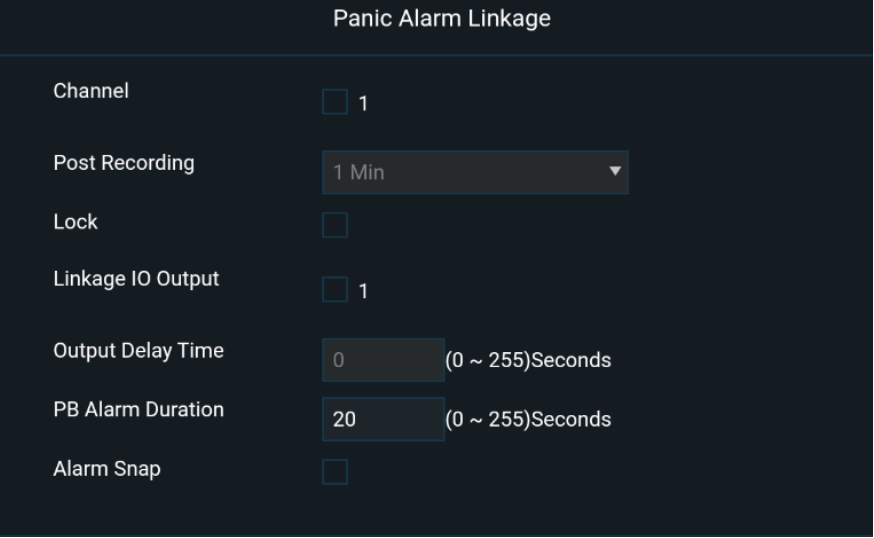 Panic Alarm Linkage
Channel
1
Post Recording
1 Min
Lock
Linkage IO Output
1
Output Delay Time
0 (0 ~ 255)Seconds
PB Alarm Duration
20 (0 ~ 255)Seconds
Alarm Snap